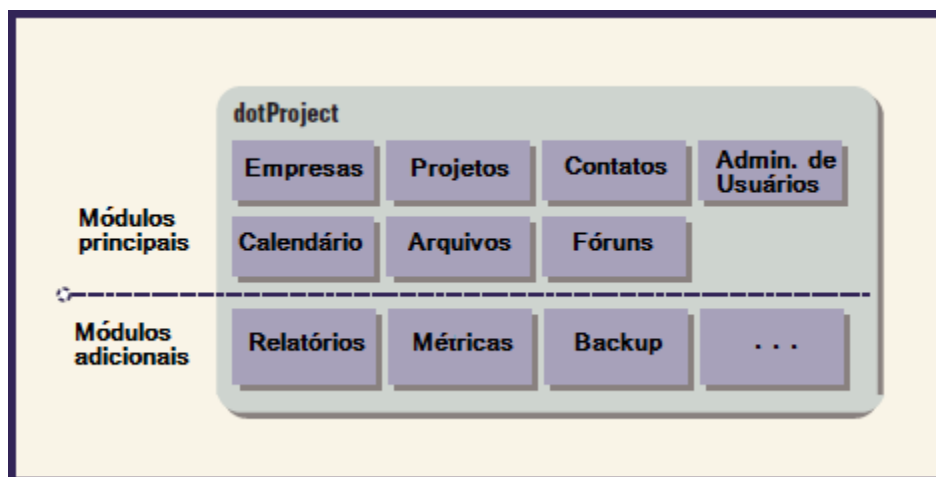 dotProject
Empresas
Projetos
Contatos
Admin. de
Usuários
Módulos
principais
Calendário
Arquivos
Fóruns
Módulos
adicionais
Relatórios
Métricas
Backup
. . .